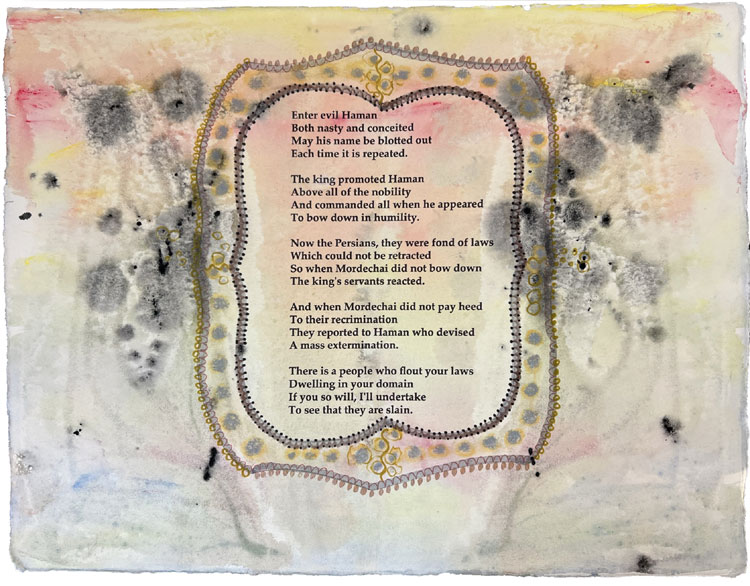 Enter evil Haman
Both nasty and conceited
May his name be blotted out
Each time it is repeated.

The king promoted Haman
Above all of the nobility
And commanded all when he appeared
To bow down in humility.

Now the Persians, they were fond of laws
Which could not be retracted
So when Mordechai did not bow down
The king's servants reacted.

And when Mordechai did not pay heed
To their recrimination
They reported to Haman who devised
A mass extermination.

There is a people who flout your laws
Dwelling in your domain
If you so will, I'll undertake
To see that they are slain.